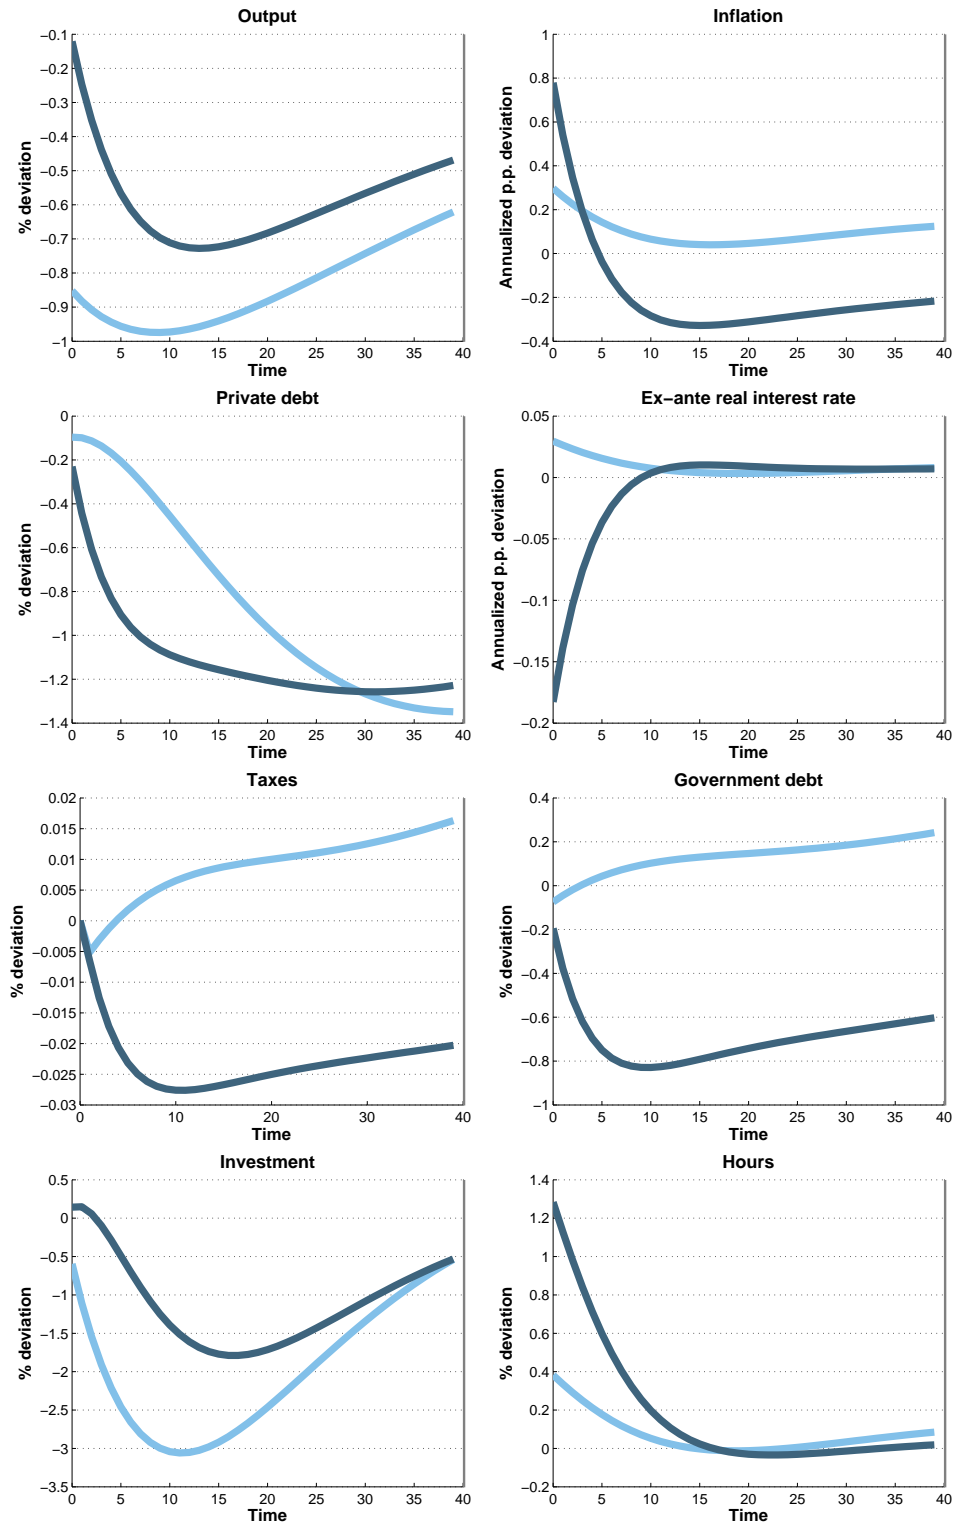 Output
−0.1
−0.2
−0.3
−0.4
−0.5
−0.6
−0.7
−0.8
−0.9
−1
% deviation
0 5 10 15 20 25 30 35 40
Time
Inflation
1
0.8
0.6
0.4
0.2
0
−0.2
−0.4
Annualized p.p. deviation
0 5 10 15 20 25 30 35 40
Time
Private debt
0
−0.2
−0.4
−0.6
−0.8
−1
−1.2
−1.4
% deviation
0 5 10 15 20 25 30 35 40
Time
Ex−ante real interest rate
0.05
0
−0.05
−0.1
−0.15
−0.2
Annualized p.p. deviation
0 5 10 15 20 25 30 35 40
Time
Taxes
0.02
0.015
0.01
0.005
0
−0.005
−0.01
−0.015
−0.02
−0.025
−0.03
% deviation
0 10 20 30 40
Time
Government debt
0.4
0.2
0
−0.2
−0.4
−0.6
−0.8
−1
% deviation
0 5 10 15 20 25 30 35 40
Time
Investment
0.5
0
−0.5
−1
−1.5
−2
−2.5
−3
−3.5
% deviation
0 5 10 15 20 25 30 35 40
Time
Hours
1.4
1.2
1
0.8
0.6
0.4
0.2
0
−0.2
% deviation
0 5 10 15 20 25 30 35 40
Time